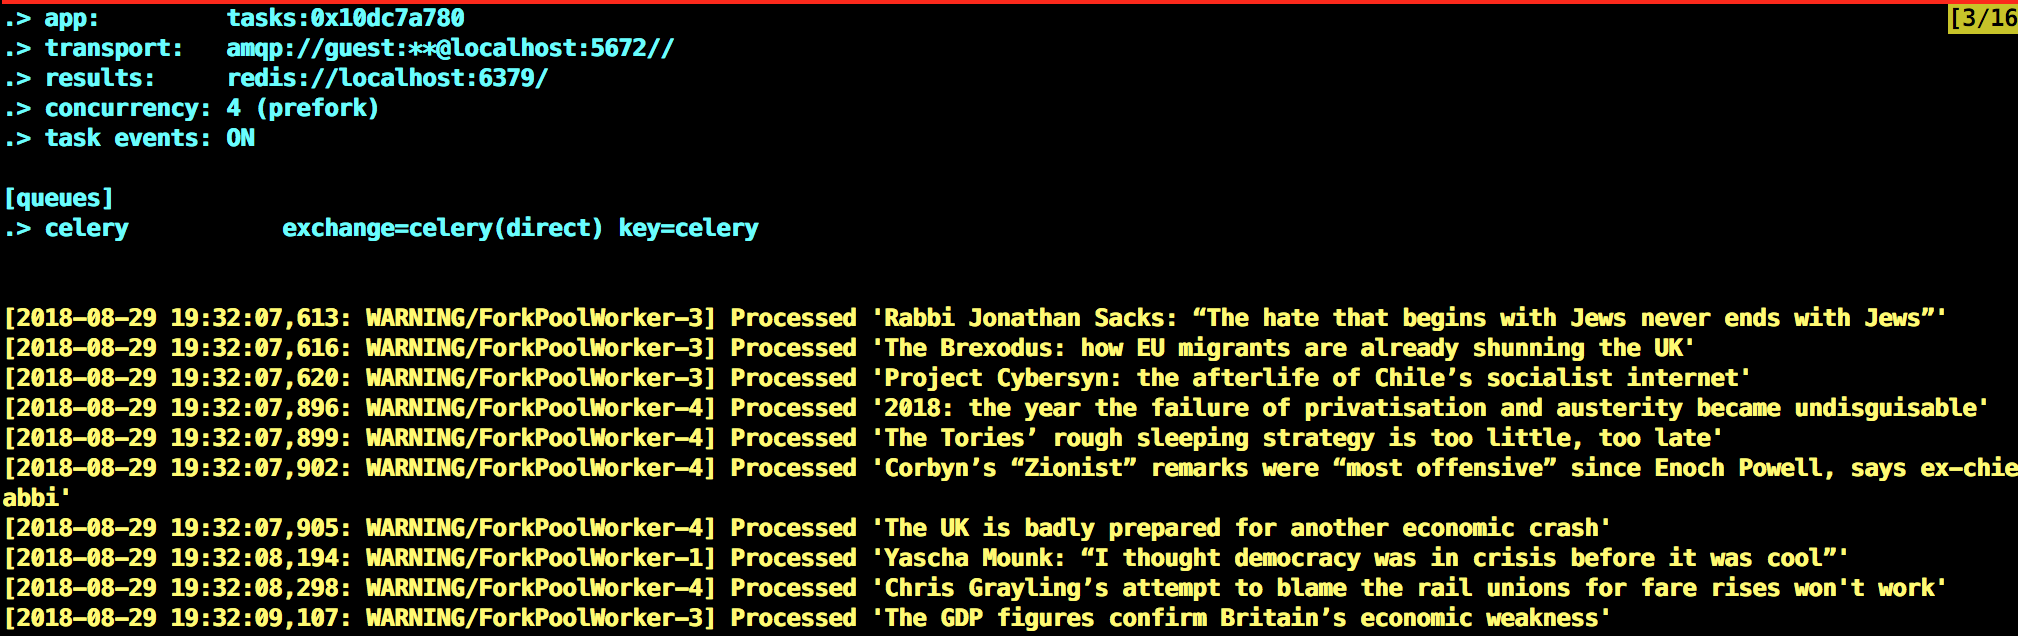 .> app:         tasks:0x10dc7a780                                          [3/16
.> transport:   amqp://guest:**@localhost:5672//
.> results:     redis://localhost:6379/
.> concurrency: 4 (prefork)
.> task events: ON
[queues]
.> celery           exchange=celery(direct) key=celery
[2018-08-29 19:32:07,613: WARNING/ForkPoolWorker-3] Processed 'Rabbi Jonathan Sacks: “The hate that begins with Jews never ends with Jews”'
[2018-08-29 19:32:07,616: WARNING/ForkPoolWorker-3] Processed 'The Brexodus: how EU migrants are already shunning the UK'
[2018-08-29 19:32:07,620: WARNING/ForkPoolWorker-3] Processed 'Project Cybersyn: the afterlife of Chile’s socialist internet'
[2018-08-29 19:32:07,896: WARNING/ForkPoolWorker-4] Processed '2018: the year the failure of privatisation and austerity became undisguisable'
[2018-08-29 19:32:07,899: WARNING/ForkPoolWorker-4] Processed 'The Tories’ rough sleeping strategy is too little, too late'
[2018-08-29 19:32:07,902: WARNING/ForkPoolWorker-4] Processed 'Corbyn’s “Zionist” remarks were “most offensive” since Enoch Powell, says ex-chie
abbi'
[2018-08-29 19:32:07,905: WARNING/ForkPoolWorker-4] Processed 'The UK is badly prepared for another economic crash'
[2018-08-29 19:32:08,194: WARNING/ForkPoolWorker-1] Processed 'Yascha Mounk: “I thought democracy was in crisis before it was cool”'
[2018-08-29 19:32:08,298: WARNING/ForkPoolWorker-4] Processed 'Chris Grayling’s attempt to blame the rail unions for fare rises won't work'
[2018-08-29 19:32:09,107: WARNING/ForkPoolWorker-3] Processed 'The GDP figures confirm Britain’s economic weakness'